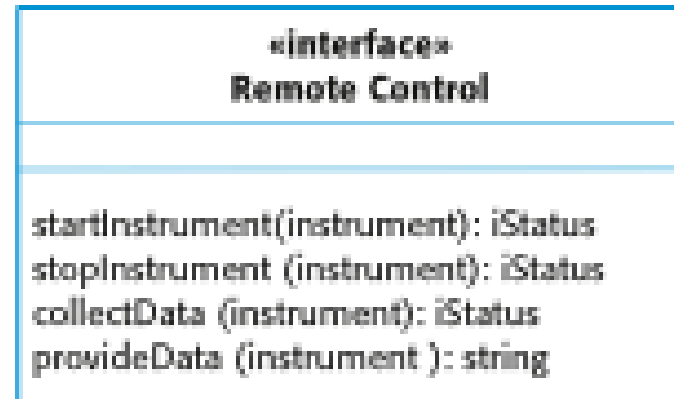 «interface»
Remote Control
startInstrument(instrument): iStatus
stopInstrument (instrument): iStatus
collectData (instrument): iStatus
provideData (instrument ): string